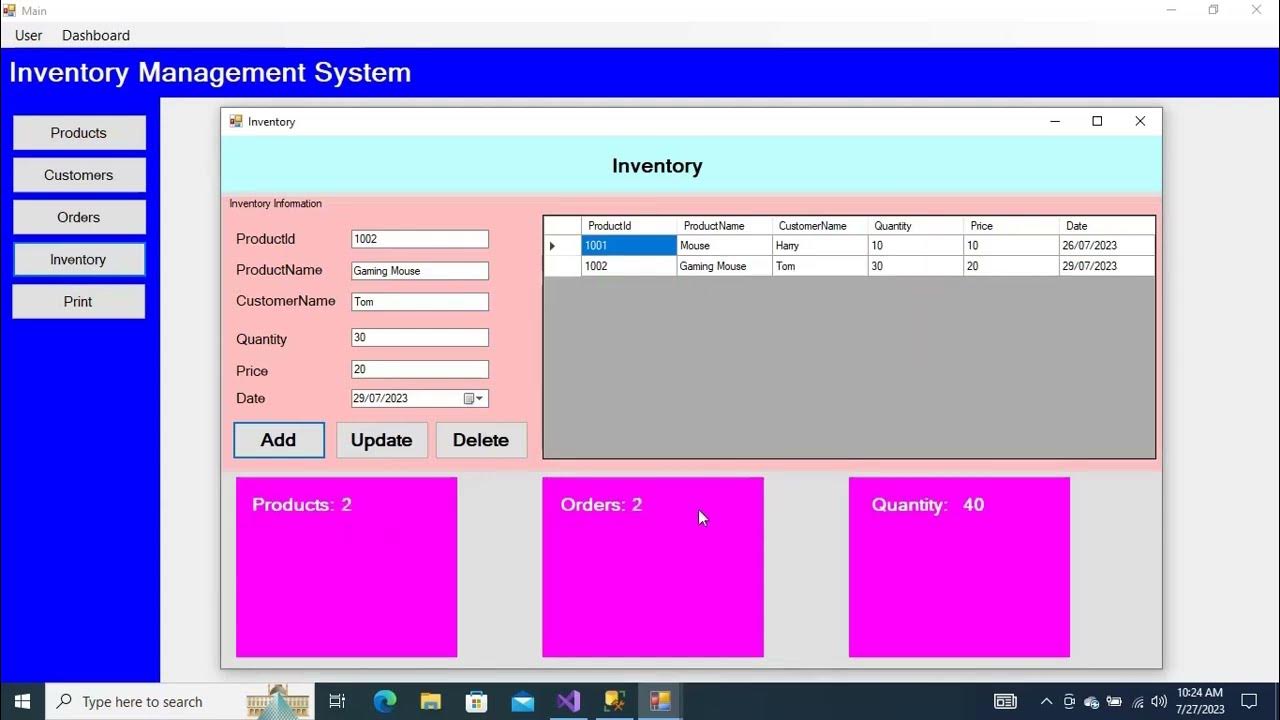 Main
User Dashboard
Inventory Management System
Products
Customers
Orders
Inventory
Print
Inventory
Inventory
Inventory Information
ProductId 1002
ProductName Gaming Mouse
CustomerName Tom
Quantity 30
Price 20
Date 29/07/2023
Add Update Delete
ProductId ProductName CustomerName Quantity Price Date
1001 Mouse Harry 10 10 26/07/2023
1002 Gaming Mouse Tom 30 20 29/07/2023
Products: 2
Orders: 2
Quantity: 40
Type here to search
10:24 AM
7/27/2023